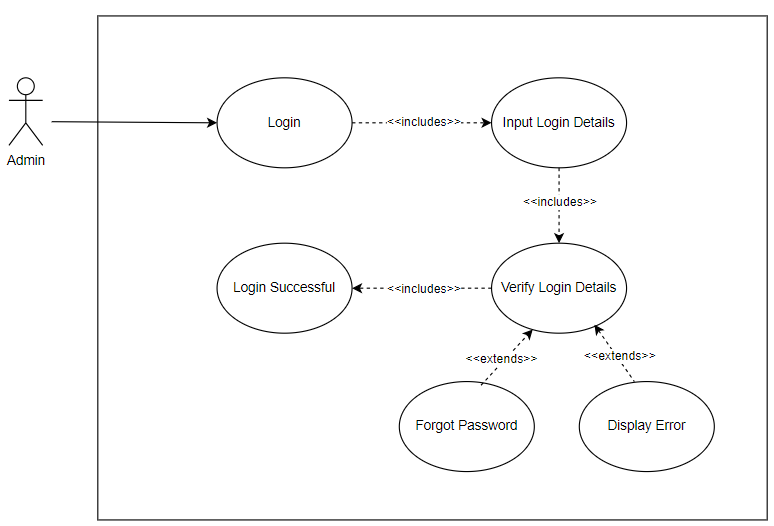 Login
<<includes>>
Input Login Details
Admin
<<includes>>
Login Successful
<<includes>>
Verify Login Details
<<extends>>
<<extends>>
Forgot Password
Display Error